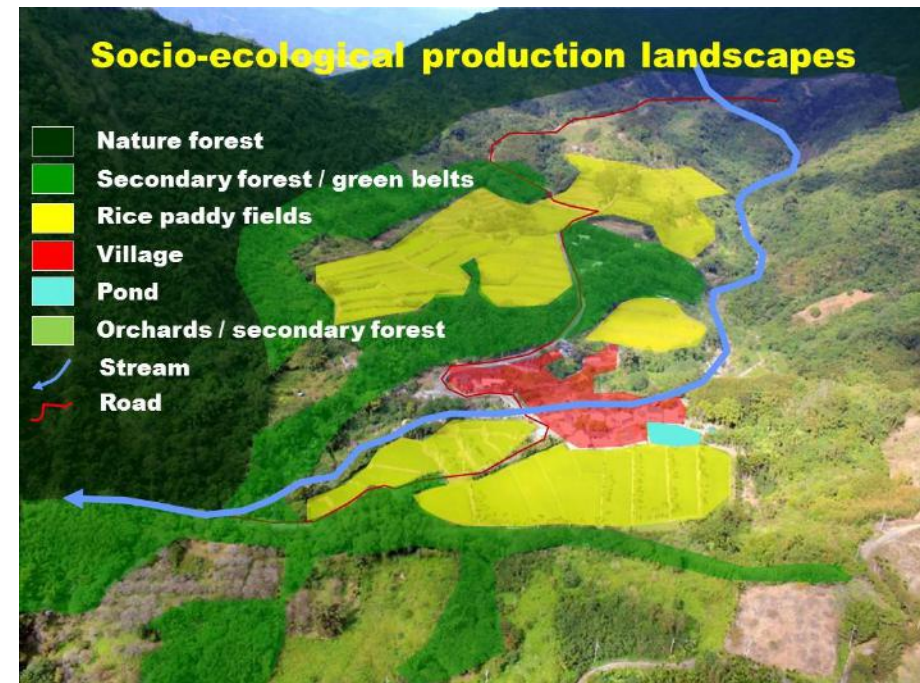 Socio-ecological production landscapes
Nature forest
Secondary forest / green belts
Rice paddy fields
Village
Pond
Orchards / secondary forest
Stream
Road